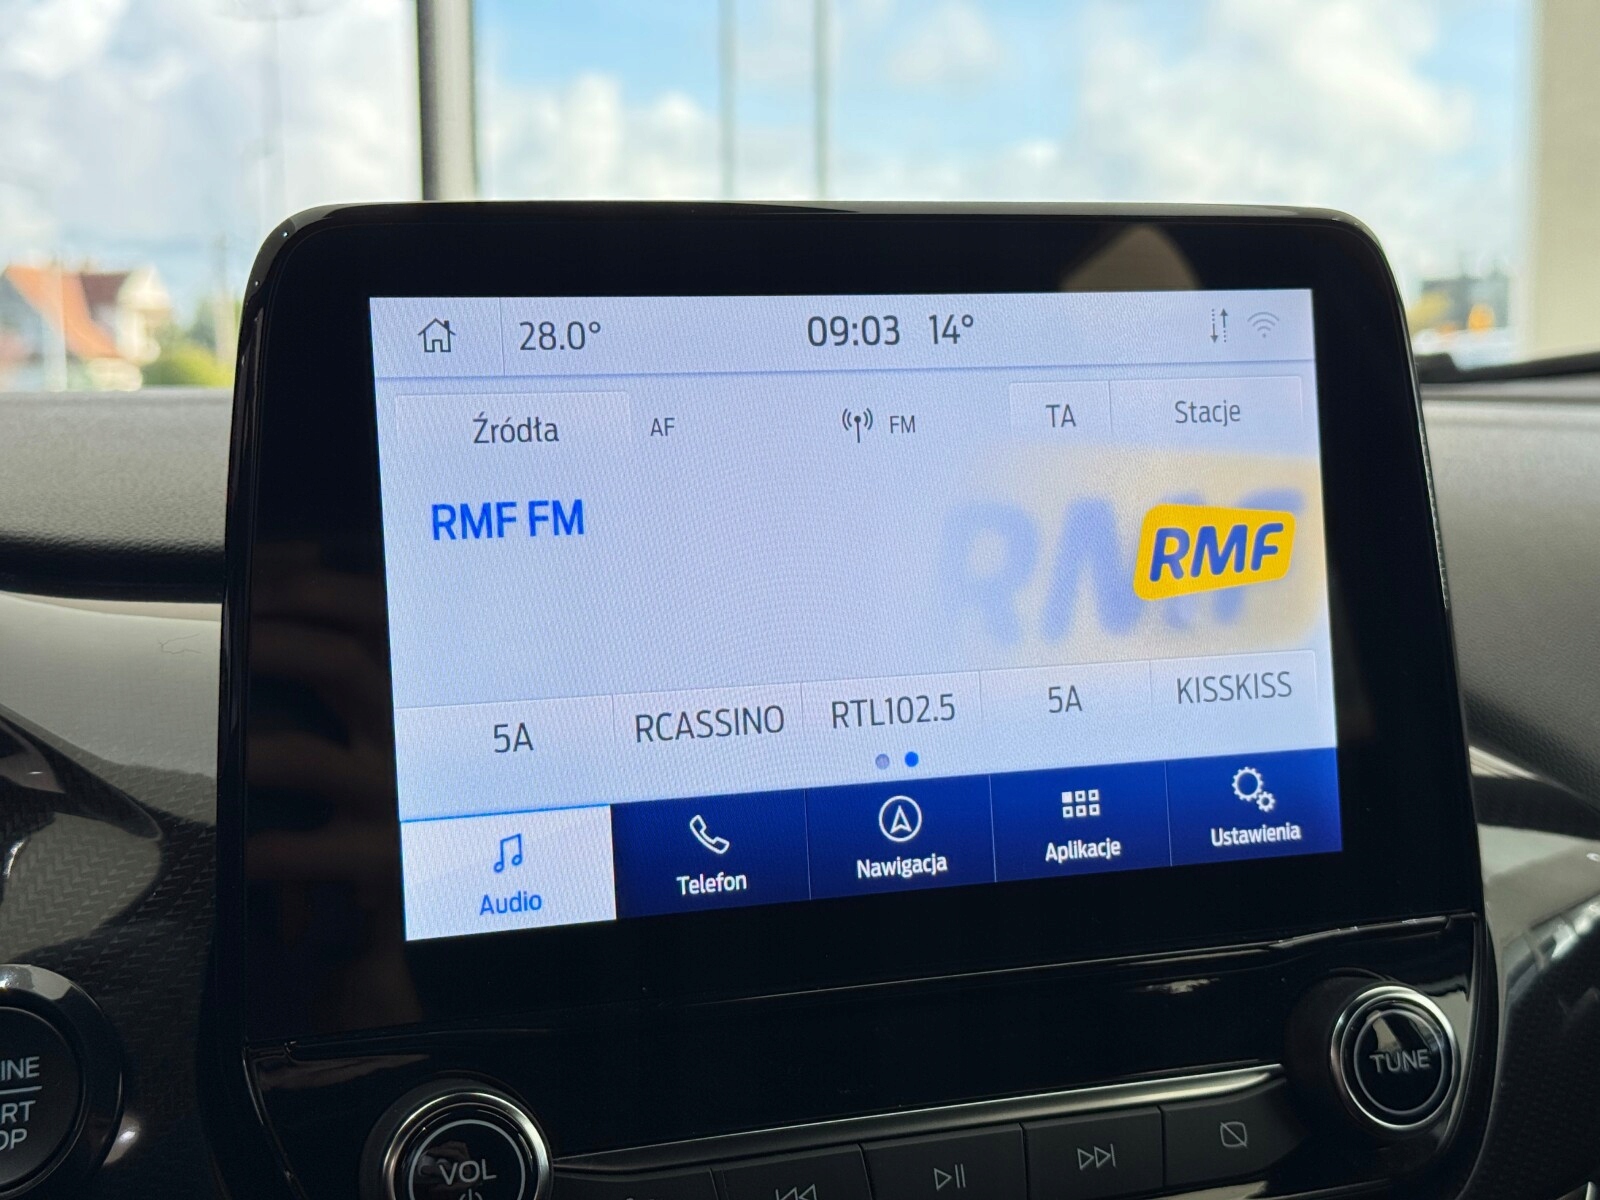 28.0°
09:03 14°
Źródła AF FM TA Stacje
RMF FM
RMF
5A RCASSINO RTL102.5 5A KISSKISS
Audio Telefon Nawigacja Aplikacje Ustawienia
TUNE
VOL